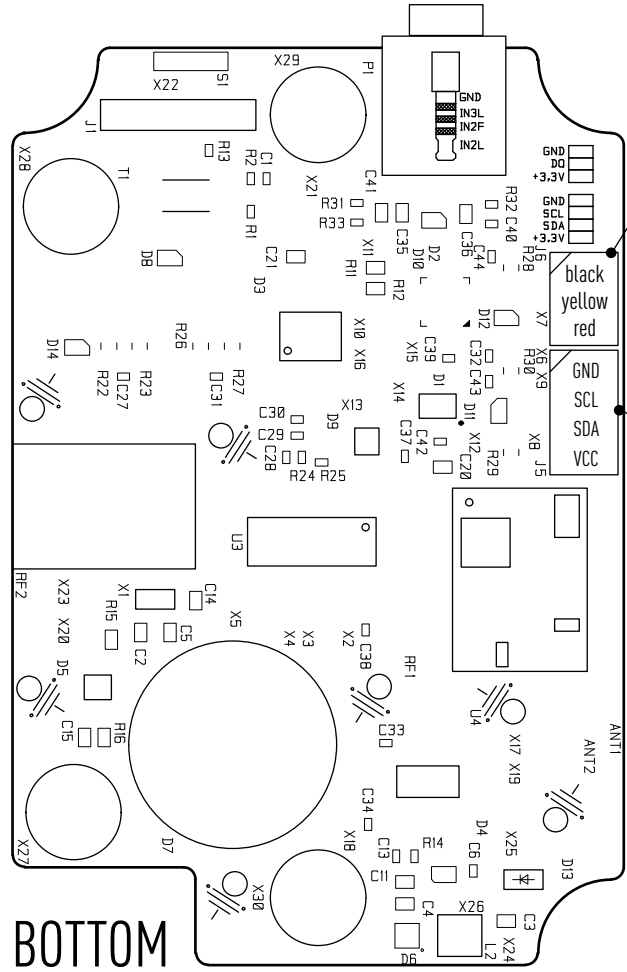 X29
P1
S1
X22
J1
GND
IN3L
IN2F
IN2L
R13
X28
T1
R2
C1
X21
R1
GND
DQ
+3,3V
GND
SCL
SDA
+3,3V
C41
R31
R33
C35
D10
D2
C36
R32
C40
D8
C21
D3
X11
R11
R12
C44
R28
J6
black
yellow
red
X7
D12
D14
R26
X10
X16
X15
C39
C32
R30
X6
X9
R22
C27
R23
C31
R27
X14
D1
C43
D11
GND
SCL
SDA
VCC
X13
D9
C30
C29
C28
R24
R25
C37
C42
C20
X12
R29
X8
J5
U3
RF2
X23
X20
X1
C14
R15
C2
C5
X5
X4
X3
X2
C38
RF1
D5
C15
R16
C33
U4
X17
X19
ANT1
ANT2
X27
D7
C34
X18
C13
R14
C11
D4
C6
X25
D13
X30
C4
X26
C3
D6
L2
X24
BOTTOM